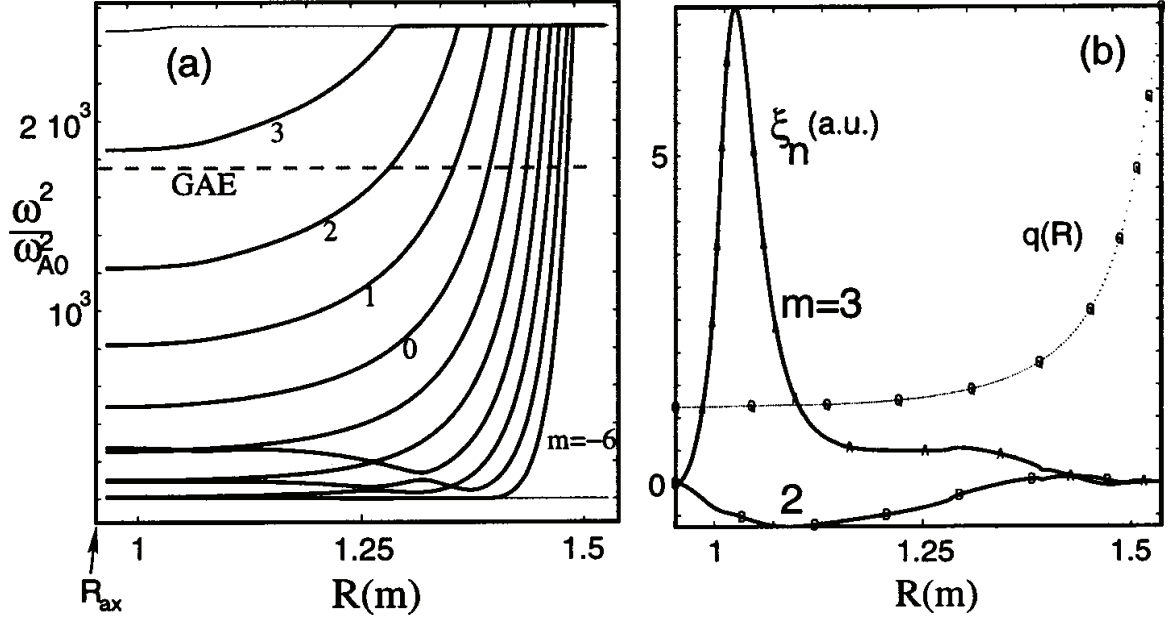 (a)
3
2 10³
GAE
ω²
ω²A0
2
10³
1
0
m=-6
1
1.25
1.5
Rax
R(m)
(b)
ξn(a.u.)
5
q(R)
m=3
0
2
1
1.25
1.5
R(m)